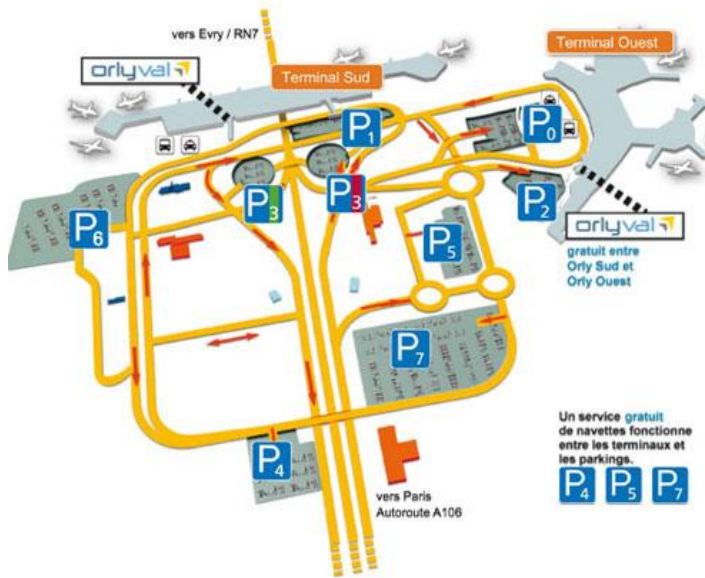 vers Evry / RN7
Terminal Ouest
orlyval
Terminal Sud
P1
P0
P3
P3
P2
P6
P5
orlyval
gratuit entre
Orly Sud et
Orly Ouest
P7
P4
Un service gratuit
de navettes fonctionne
entre les terminaux et
les parkings.
P4 P5 P7
vers Paris
Autoroute A106